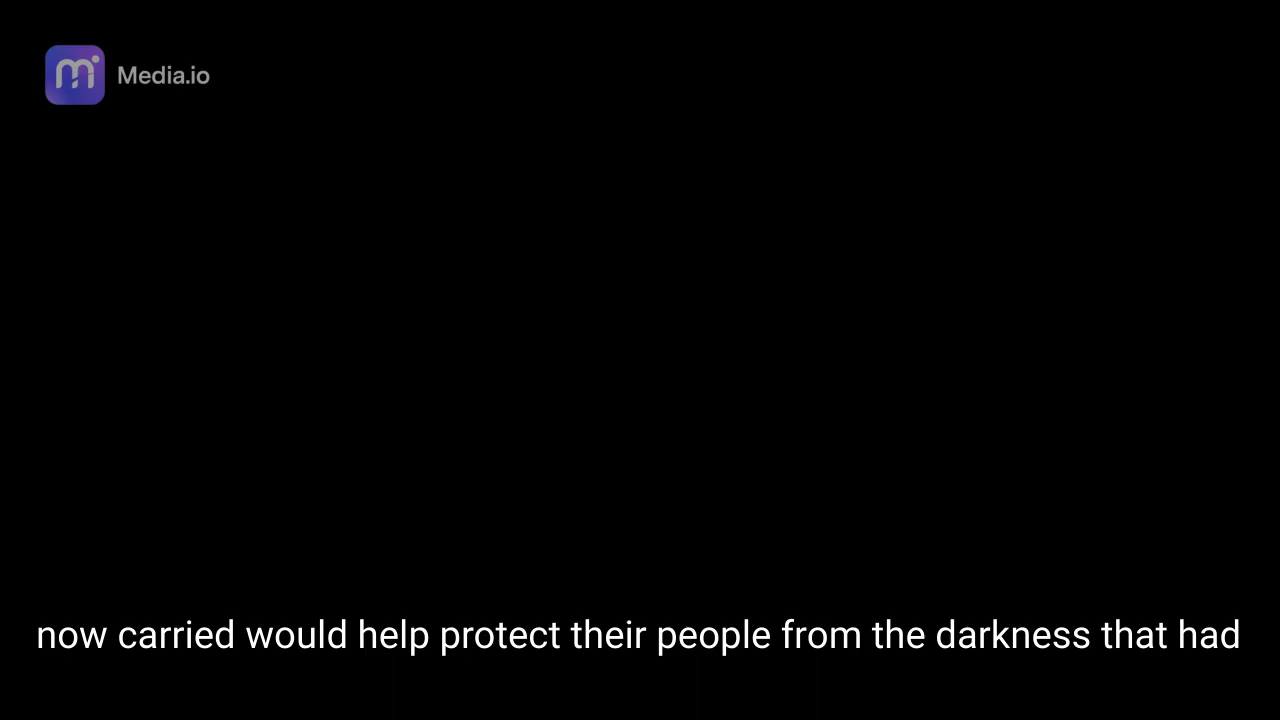 Media.io
now carried would help protect their people from the darkness that had